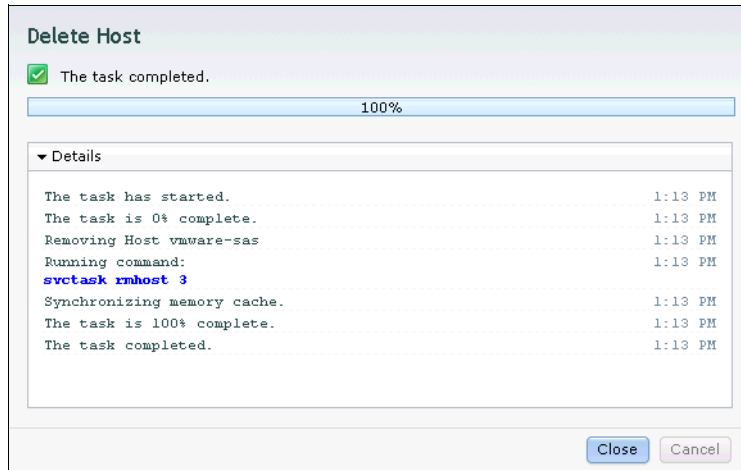 Delete Host
The task completed.
100%
Details
The task has started. 1:13 PM
The task is 0% complete. 1:13 PM
Removing Host vmware-sas 1:13 PM
Running command: 1:13 PM
svctask rmhost 3
Synchronizing memory cache. 1:13 PM
The task is 100% complete. 1:13 PM
The task completed. 1:13 PM
Close Cancel